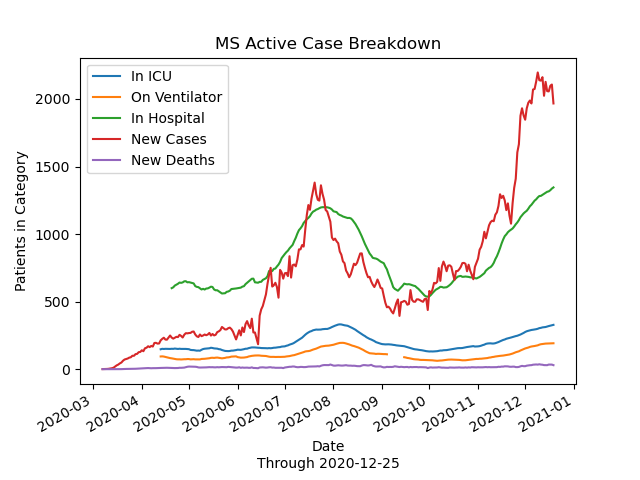 MS Active Case Breakdown
In ICU
On Ventilator
In Hospital
New Cases
New Deaths
Patients in Category
2000
1500
1000
500
0
2020-03
2020-04
2020-05
2020-06
2020-07
2020-08
2020-09
2020-10
2020-11
2020-12
2021-01
Date
Through 2020-12-25